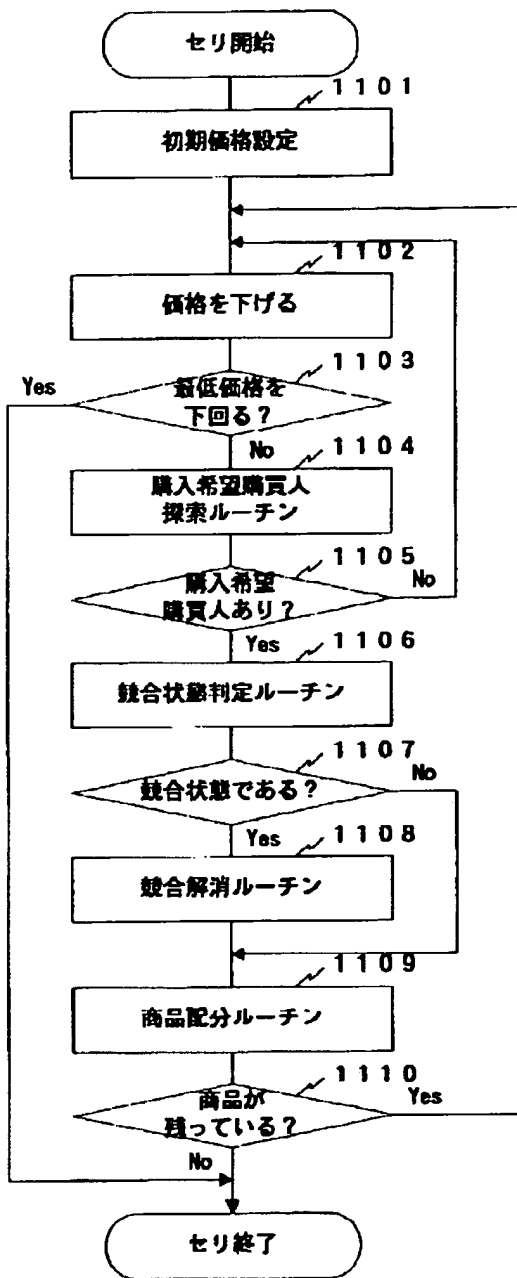 セリ開始
1101
初期価格設定
1102
価格を下げる
1103
Yes
最低価格を
下回る?
No
1104
購入希望購買人
探索ルーチン
1105
購入希望
購買人あり?
No
Yes
1106
競合状態判定ルーチン
1107
競合状態である?
No
Yes
1108
競合解消ルーチン
1109
商品配分ルーチン
1110
商品が
残っている?
Yes
No
セリ終了